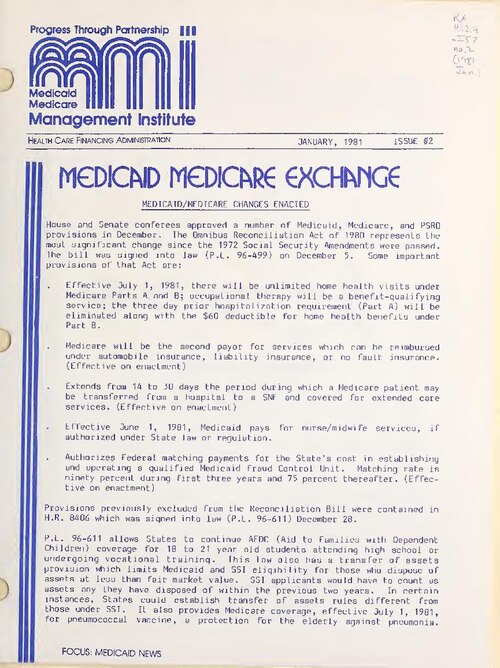 Progress Through Partnership
mmi
Medicaid
Medicare
Management Institute
HEALTH CARE FINANCING ADMINISTRATION
JANUARY, 1981 ISSUE #2
MEDICAID MEDICARE EXCHANGE
MEDICAID/MEDICARE CHANGES ENACTED
House and Senate conferees approved a number of Medicaid, Medicare, and PSRO
provisions in December. The Omnibus Reconciliation Act of 1980 represents the
most significant change since the 1972 Social Security Amendments were passed.
The bill was signed into law (P.L. 96-499) on December 5. Some important
provisions of that Act are:
. Effective July 1, 1981, there will be unlimited home health visits under
Medicare Parts A and B; occupational therapy will be a benefit-qualifying
service; the three day prior hospitalization requirement (Part A) will be
eliminated along with the $60 deductible for home health benefits under
Part B.
. Medicare will be the second payor for services which can be reimbursed
under automobile insurance, liability insurance, or no fault insurance.
(Effective on enactment)
. Extends from 14 to 30 days the period during which a Medicare patient may
be transferred from a hospital to a SNF and covered for extended care
services. (Effective on enactment)
. Effective June 1, 1981, Medicaid pays for nurse/midwife services, if
authorized under State law or regulation.
. Authorizes Federal matching payments for the State's cost in establishing
and operating a qualified Medicaid Fraud Control Unit. Matching rate is
ninety percent during first three years and 75 percent thereafter. (Effec-
tive on enactment)
Provisions previously excluded from the Reconciliation Bill were contained in
H.R. 8406 which was signed into law (P.L. 96-611) December 28.
P.L. 96-611 allows States to continue AFDC (Aid to Families with Dependent
Children) coverage for 18 to 21 year old students attending high school or
undergoing vocational training. This law also has a transfer of assets
provision which limits Medicaid and SSI eligibility for those who dispose of
assets at less than fair market value. SSI applicants would have to count as
assets any they have disposed of within the previous two years. In certain
instances, States could establish transfer of assets rules different from
those under SSI. It also provides Medicare coverage, effective July 1, 1981,
for pneumococcal vaccine, a protection for the elderly against pneumonia.
FOCUS: MEDICAID NEWS